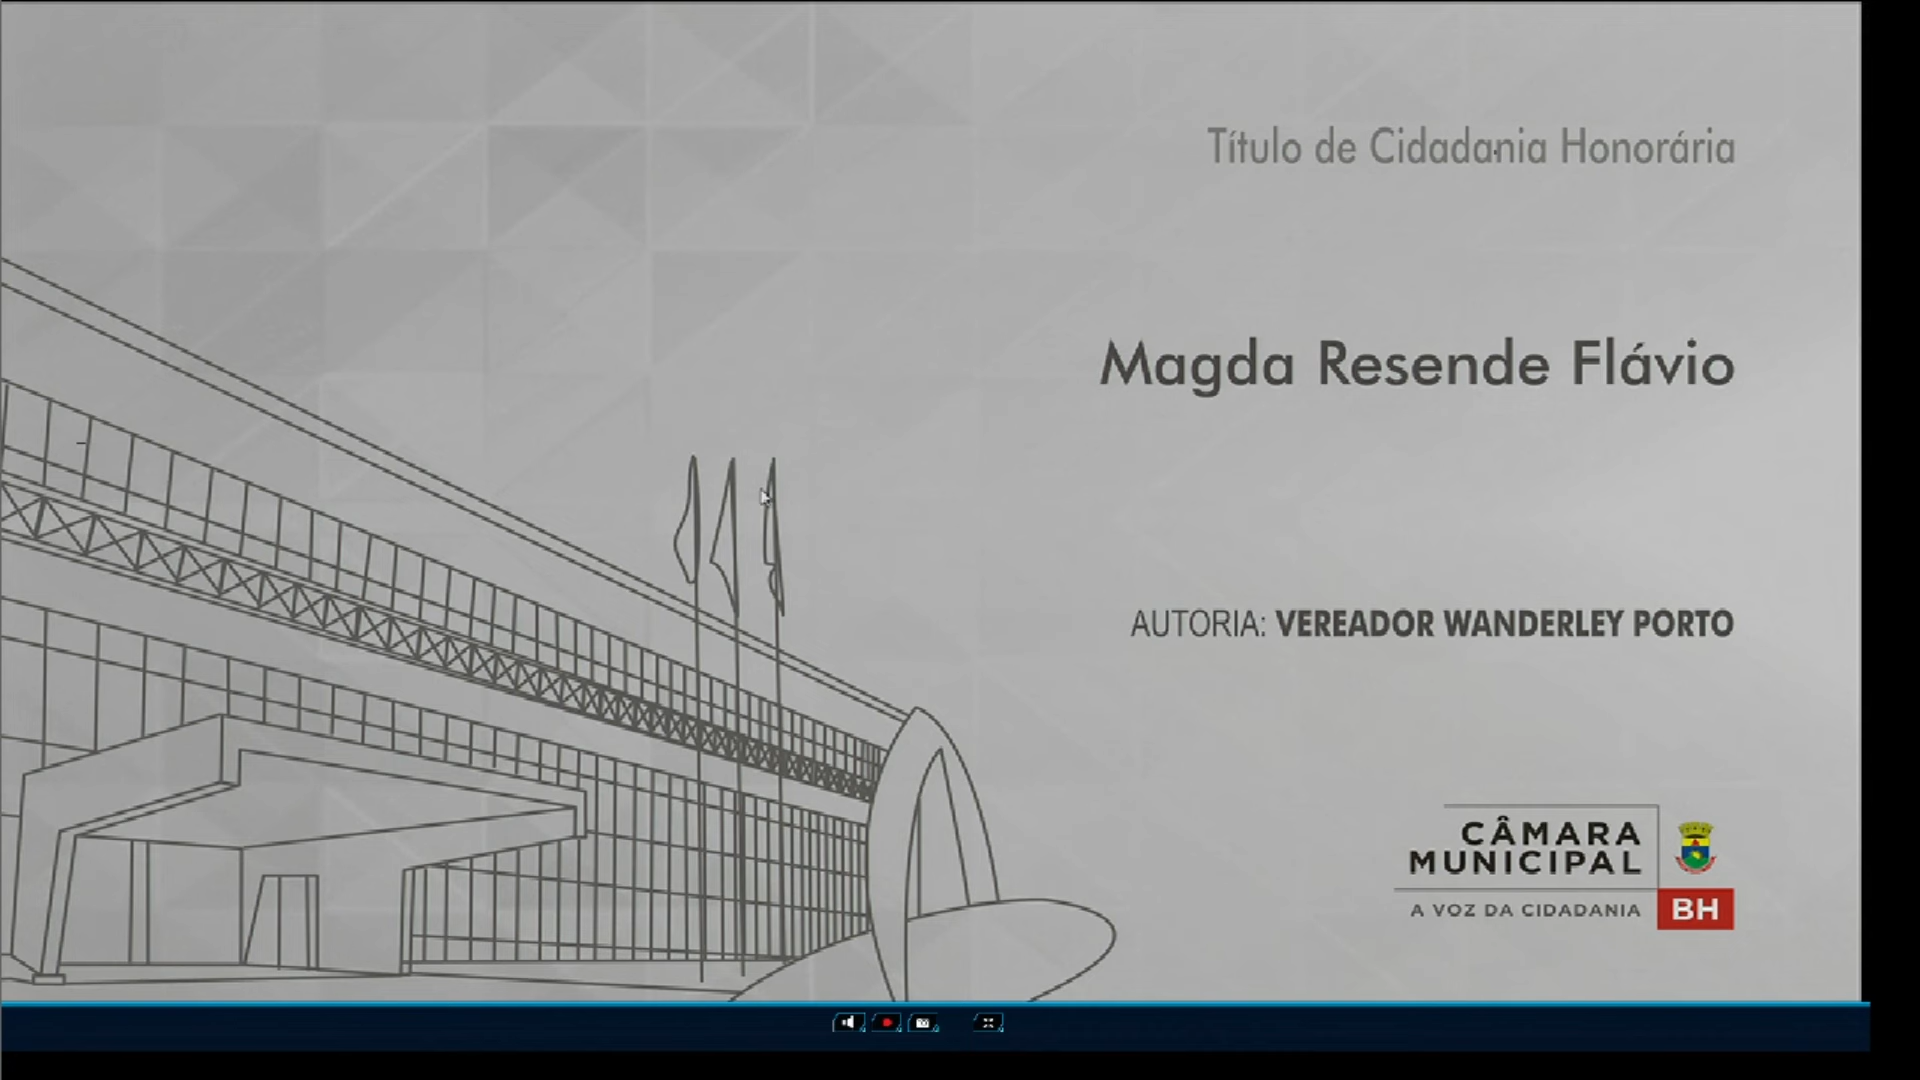 Título de Cidadania Honorária
Magda Resende Flávio
AUTORIA: VEREADOR WANDERLEY PORTO
CÂMARA
MUNICIPAL
A VOZ DA CIDADANIA
BH